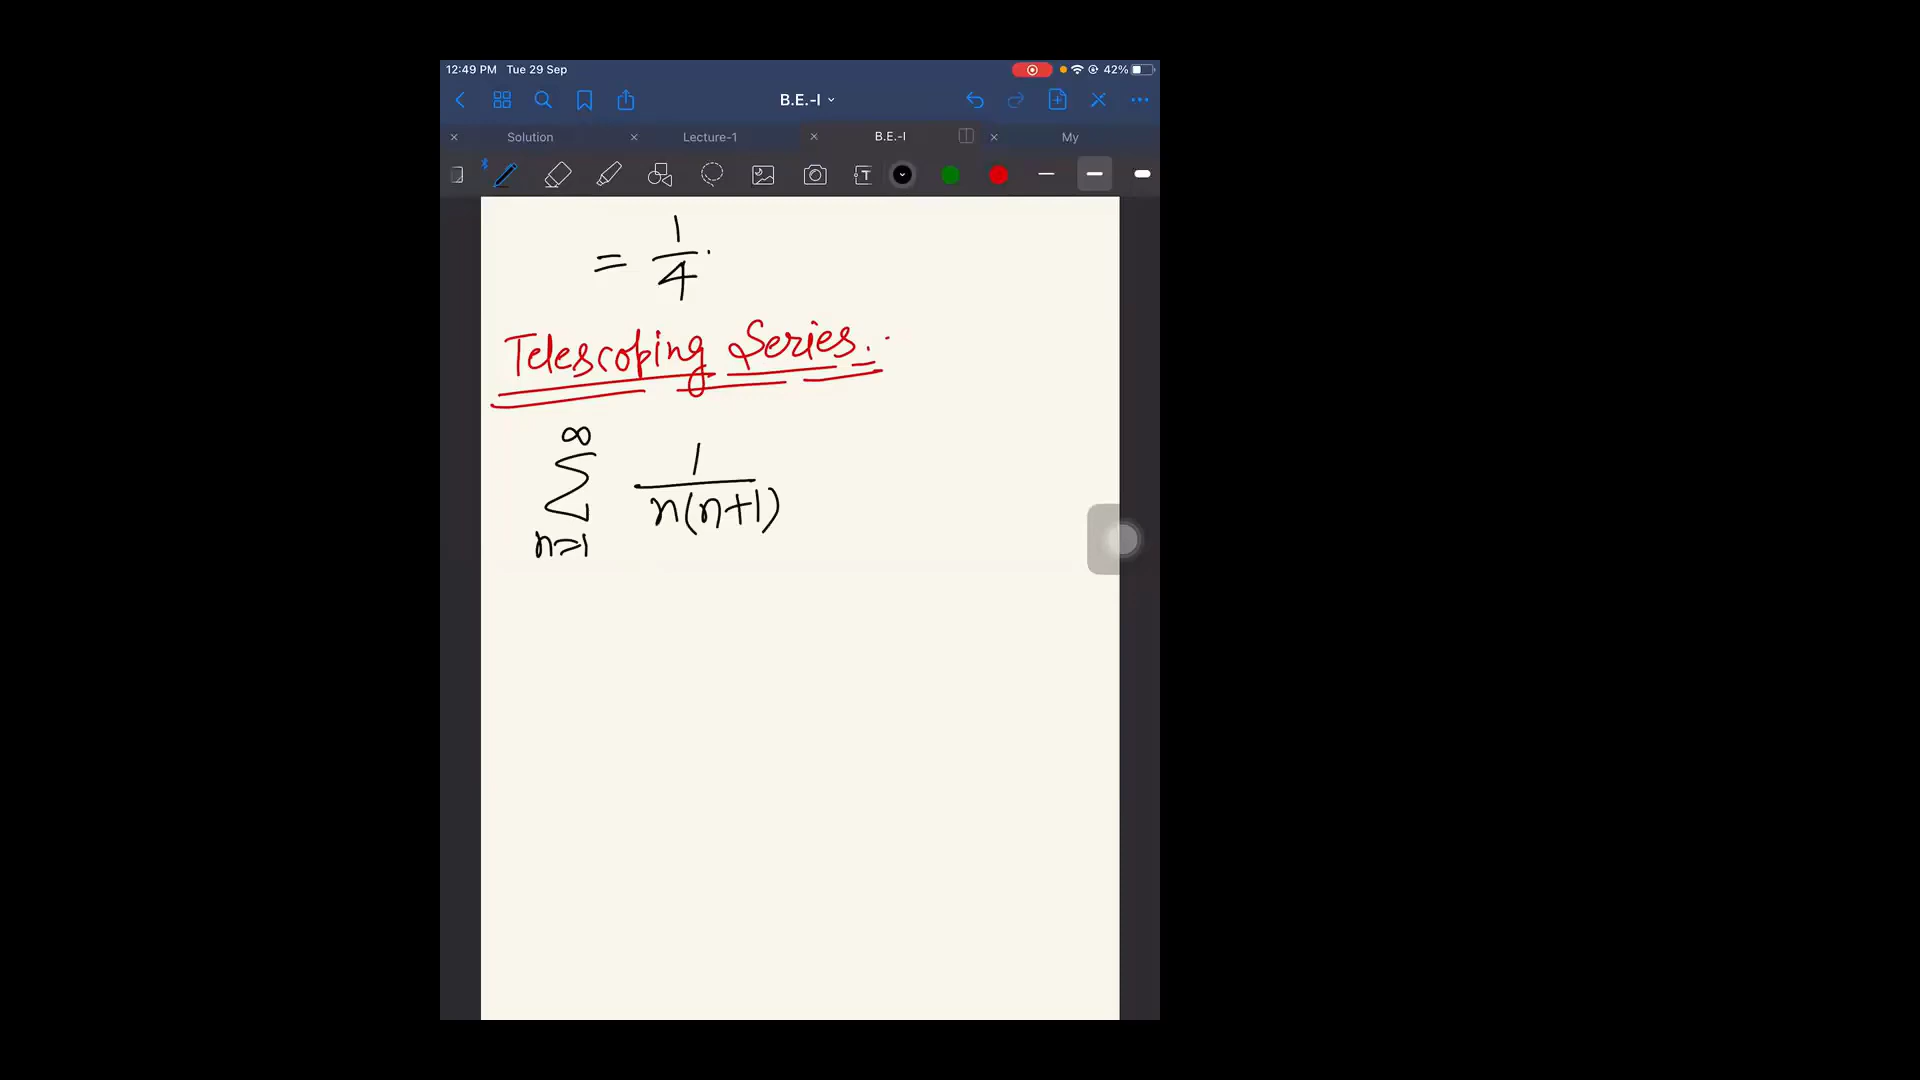 12:49 PM Tue 29 Sep 42%
B.E.-I
Solution Lecture-1 B.E.-I My
T
= 1/4.
Telescoping Series..
∞
∑ 1/n(n+1)
n=1